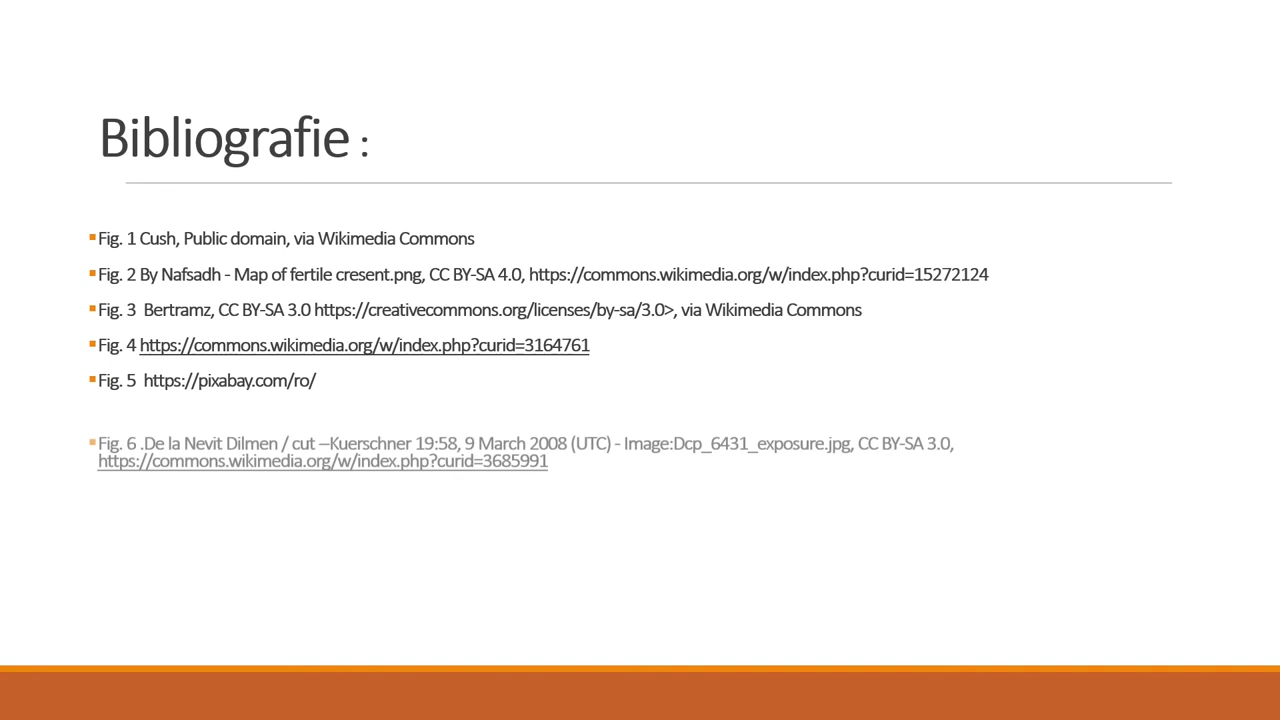 Bibliografie :
▪Fig. 1 Cush, Public domain, via Wikimedia Commons
▪Fig. 2 By Nafsadh - Map of fertile cresent.png, CC BY-SA 4.0, https://commons.wikimedia.org/w/index.php?curid=15272124
▪Fig. 3  Bertramz, CC BY-SA 3.0 https://creativecommons.org/licenses/by-sa/3.0>, via Wikimedia Commons
▪Fig. 4 https://commons.wikimedia.org/w/index.php?curid=3164761
▪Fig. 5  https://pixabay.com/ro/
▪Fig. 6 .De la Nevit Dilmen / cut –Kuerschner 19:58, 9 March 2008 (UTC) - Image:Dcp_6431_exposure.jpg, CC BY-SA 3.0,
https://commons.wikimedia.org/w/index.php?curid=3685991